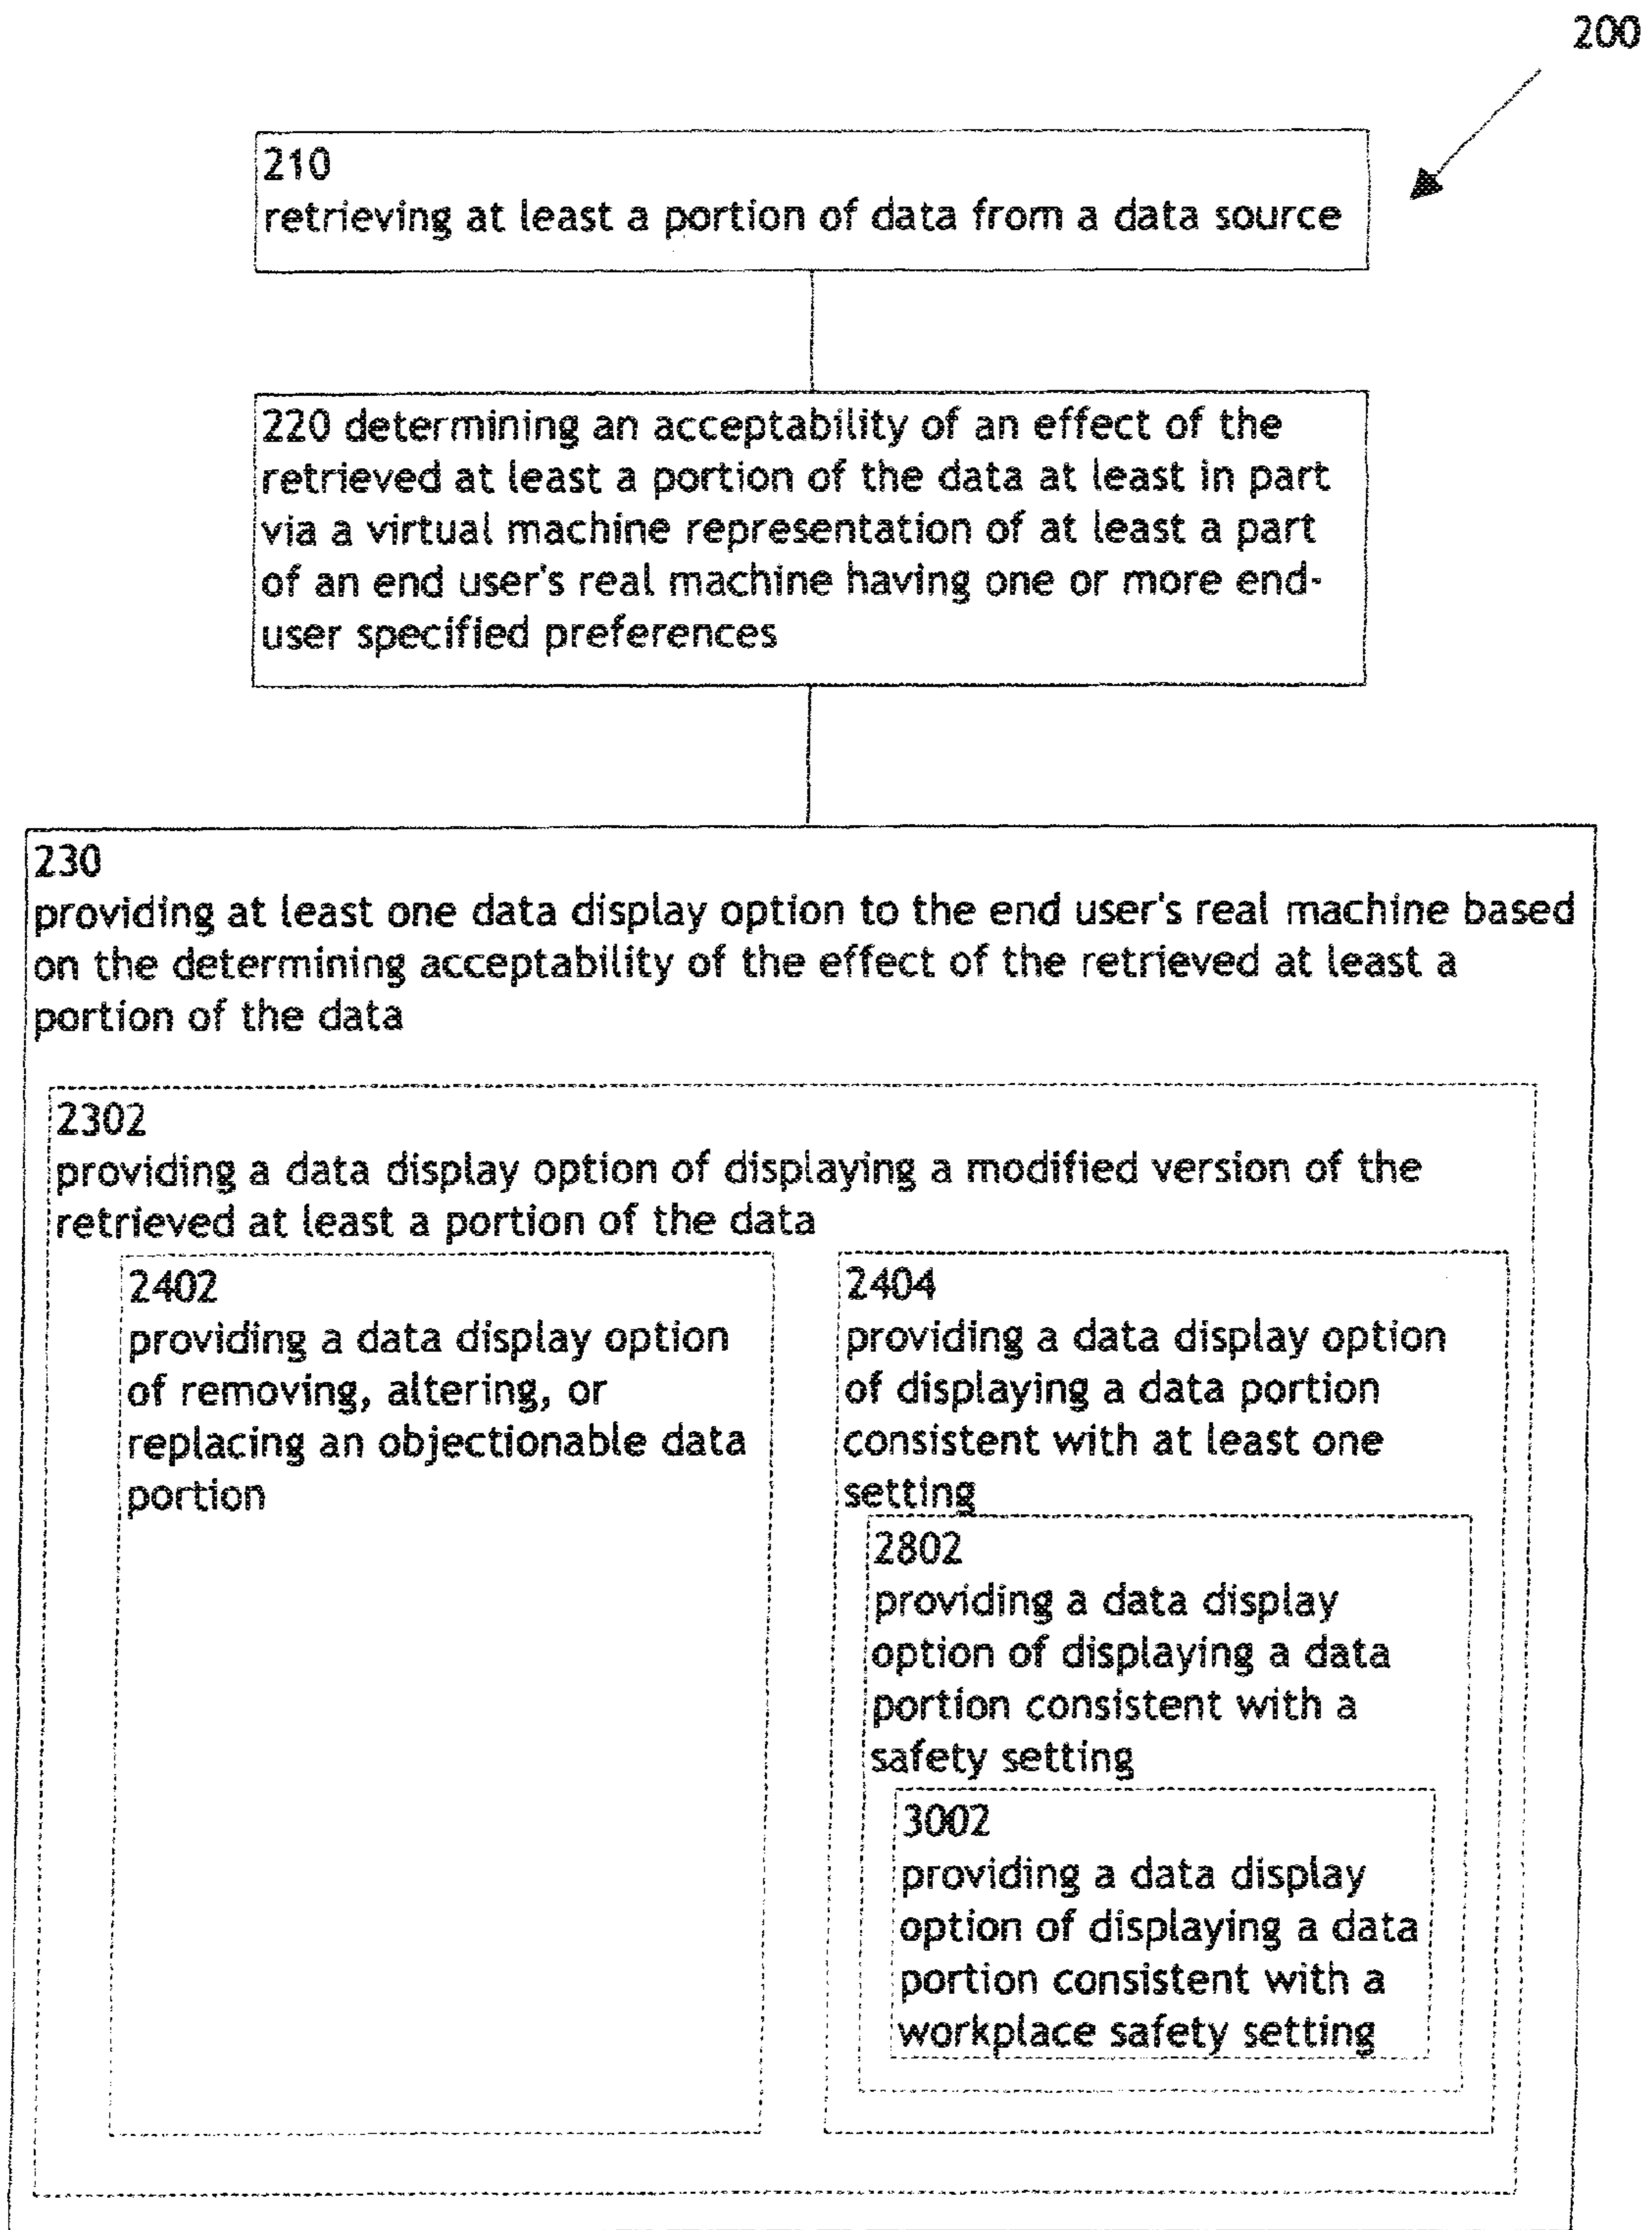 200
210
retrieving at least a portion of data from a data source
220 determining an acceptability of an effect of the
retrieved at least a portion of the data at least in part
via a virtual machine representation of at least a part
of an end user's real machine having one or more end-
user specified preferences
230
providing at least one data display option to the end user's real machine based
on the determining acceptability of the effect of the retrieved at least a
portion of the data
2302
providing a data display option of displaying a modified version of the
retrieved at least a portion of the data
2402
providing a data display option
of removing, altering, or
replacing an objectionable data
portion
2404
providing a data display option
of displaying a data portion
consistent with at least one
setting
2802
providing a data display
option of displaying a data
portion consistent with a
safety setting
3002
providing a data display
option of displaying a data
portion consistent with a
workplace safety setting